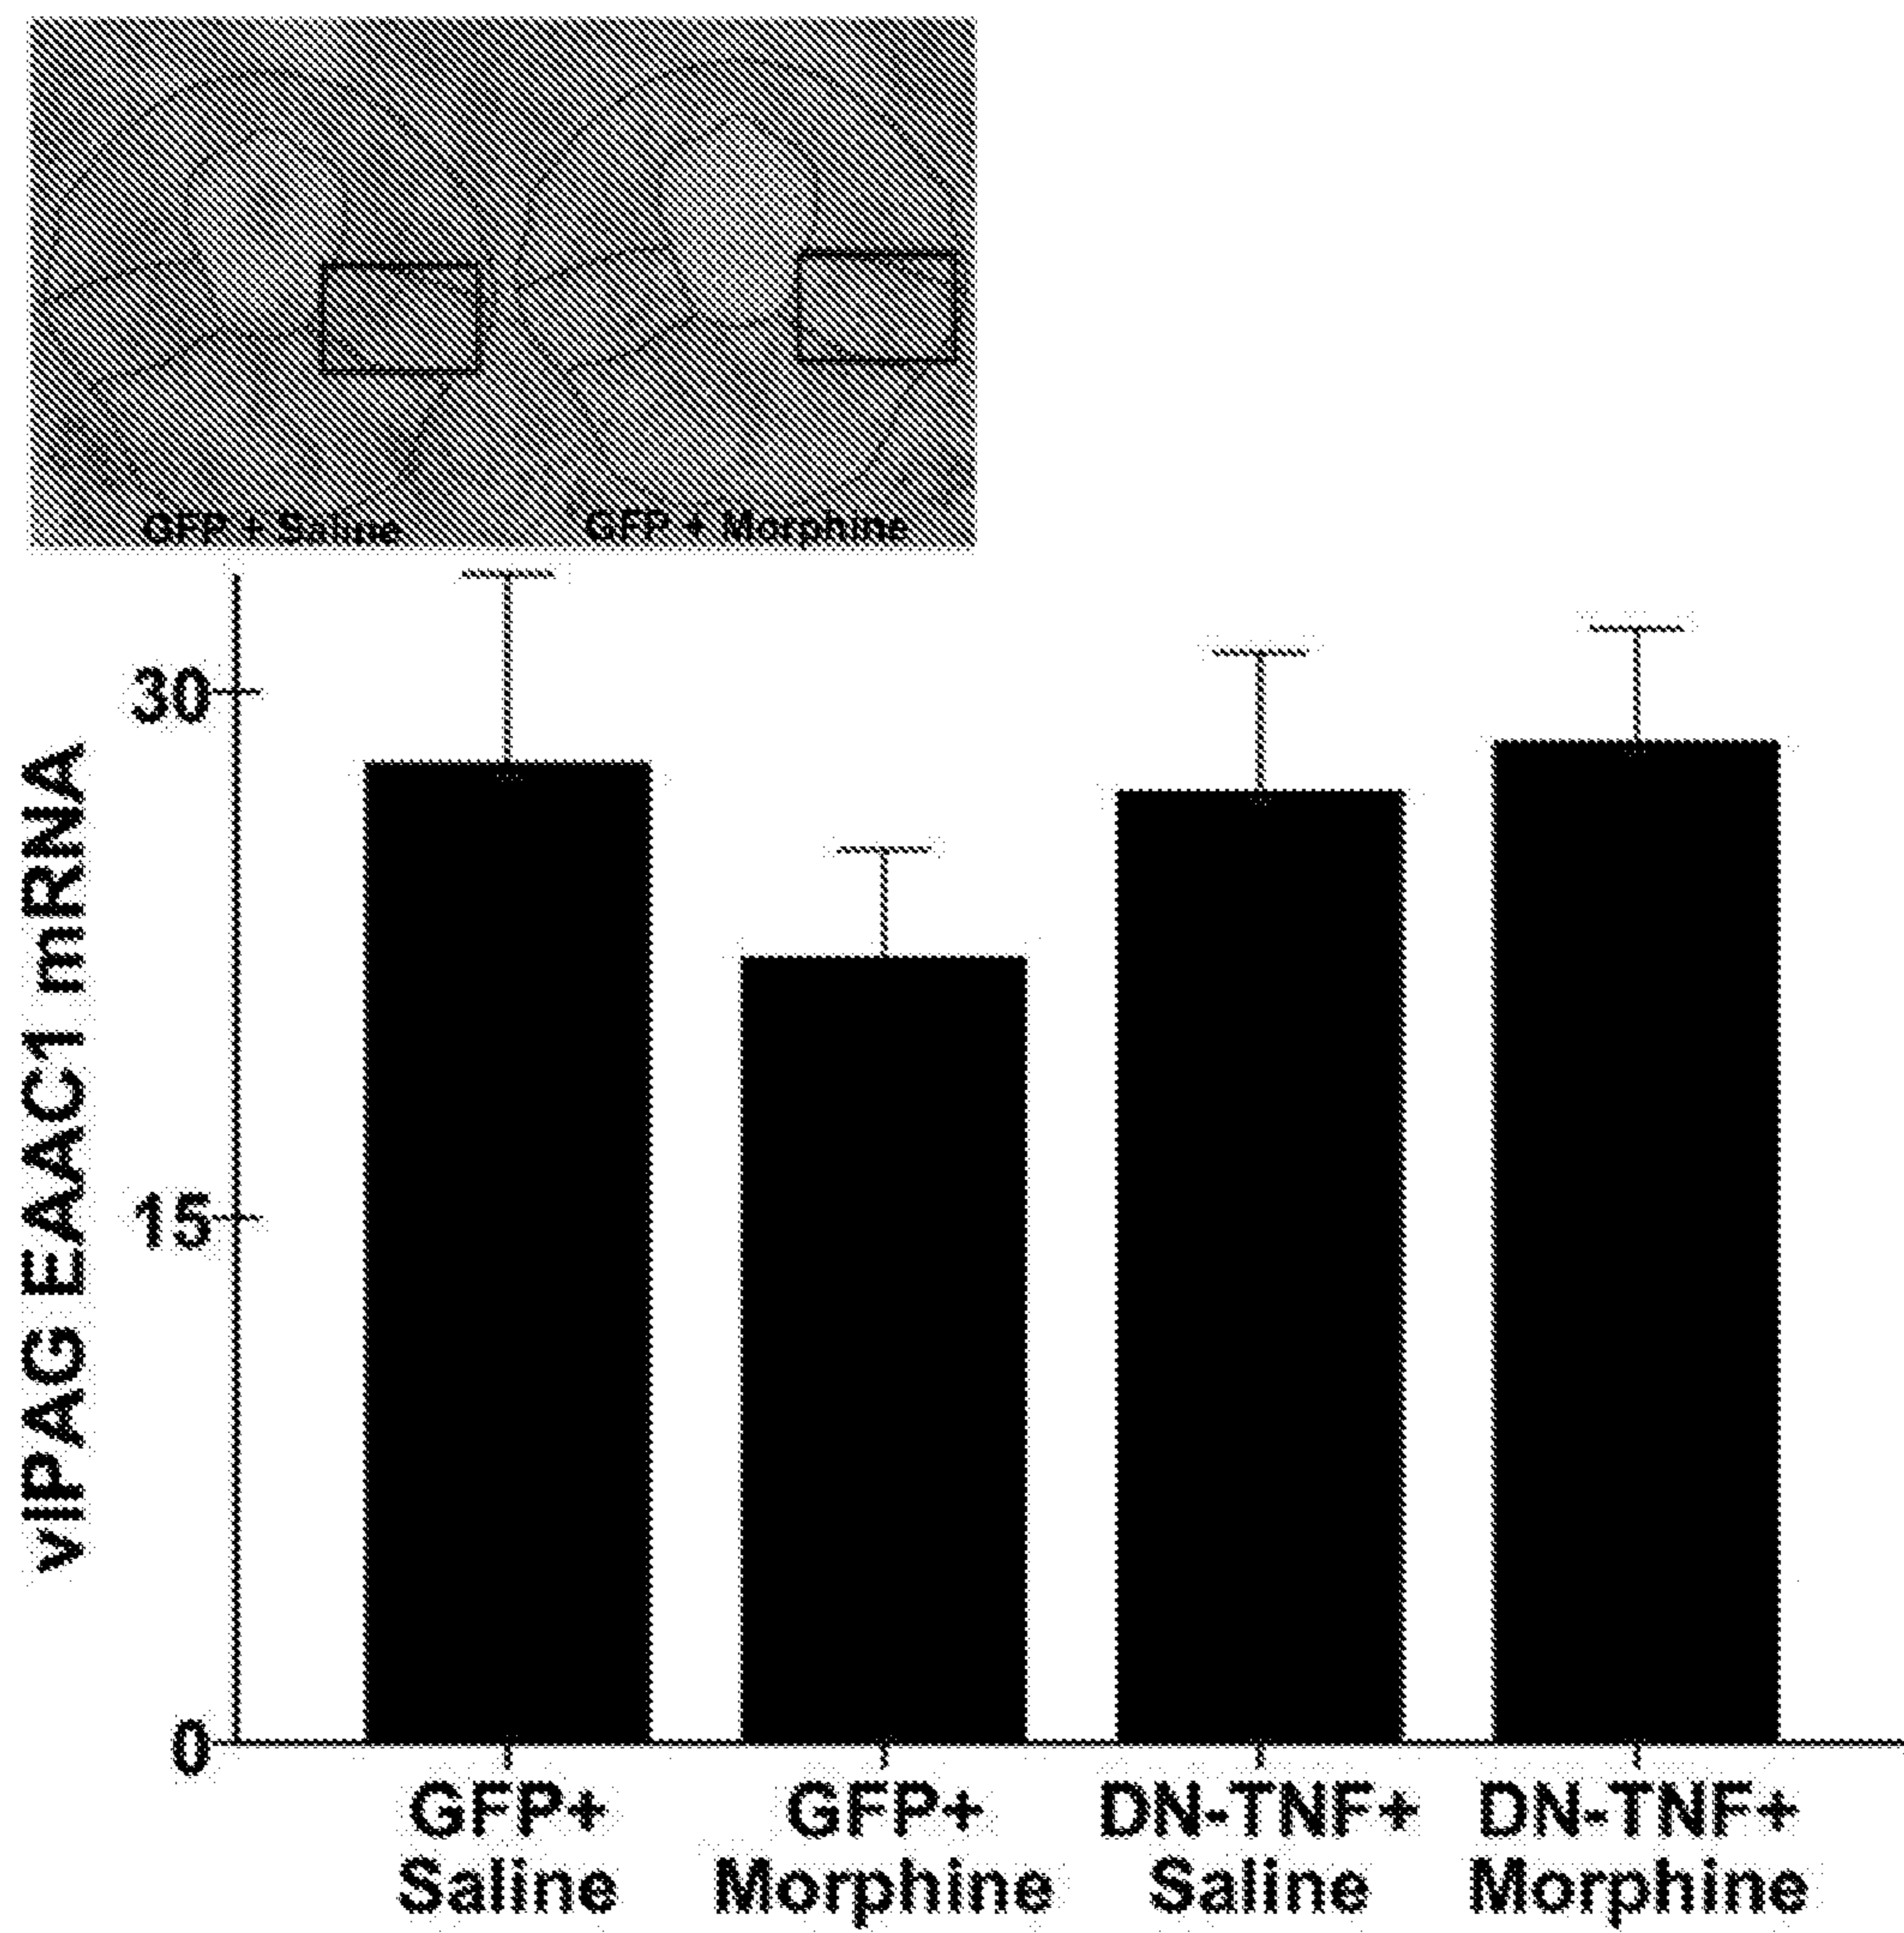 GFP + Saline
GFP + Morphine
30
15
0
vlPAG EAAC1 mRNA
GFP+
Saline
GFP+
Morphine
DN-TNF+
Saline
DN-TNF+
Morphine